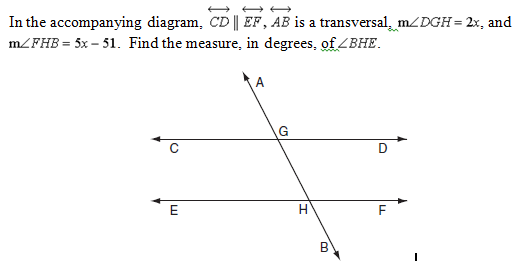 In the accompanying diagram, CD || EF, AB is a transversal, m∠DGH = 2x, and
m∠FHB = 5x – 51. Find the measure, in degrees, of ∠BHE.
A
G
C D
E H F
B